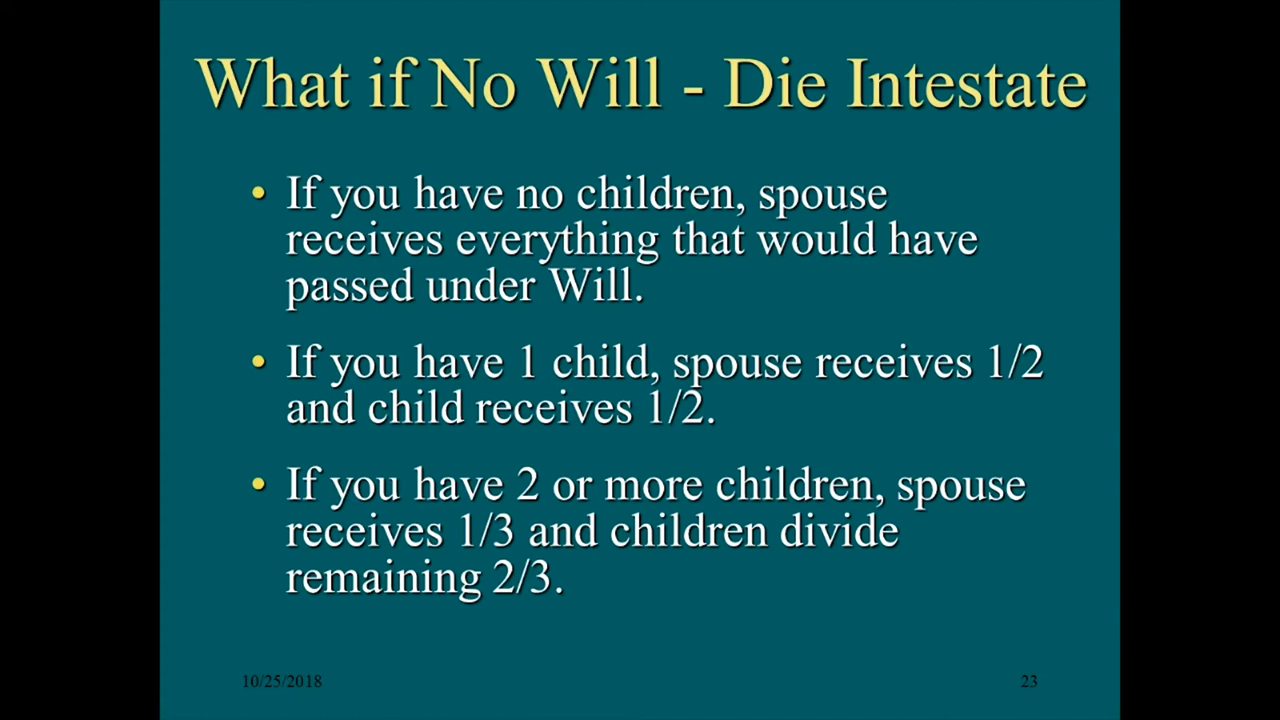 What if No Will - Die Intestate
• If you have no children, spouse
receives everything that would have
passed under Will.
• If you have 1 child, spouse receives 1/2
and child receives 1/2.
• If you have 2 or more children, spouse
receives 1/3 and children divide
remaining 2/3.
10/25/2018
23